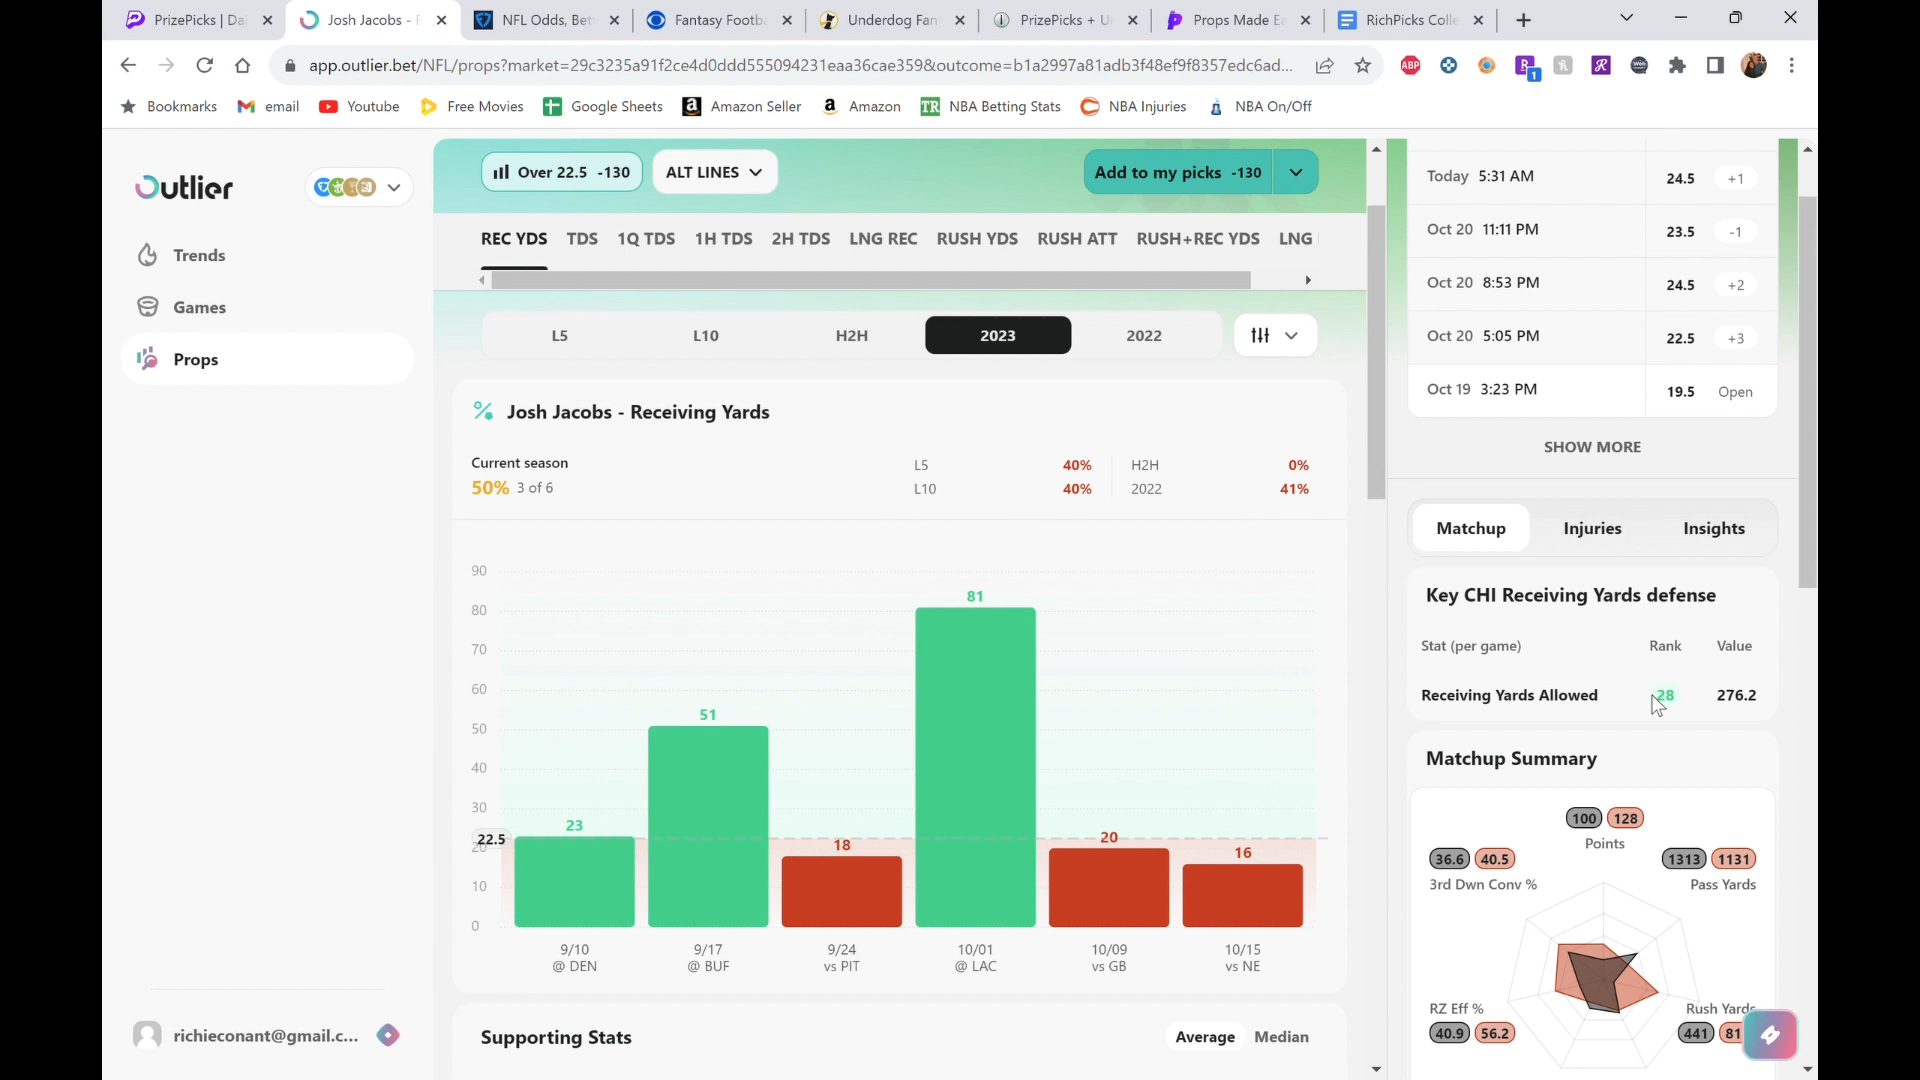 PrizePicks | Da
Josh Jacobs - R
NFL Odds, Bet
Fantasy Footba
Underdog Fan
PrizePicks + U
Props Made Ea
RichPicks Colle
app.outlier.bet/NFL/props?market=29c3235a91f2ce4d0ddd555094231eaa36cae359&outcome=b1a2997a81adb3f48ef9f8357edc6ad...
ABP
1
Bookmarks
email
Youtube
Free Movies
Google Sheets
Amazon Seller
Amazon
TR NBA Betting Stats
NBA Injuries
NBA On/Off
Outlier
Trends
Games
Props
richieconant@gmail.c...
Over 22.5 -130
ALT LINES
Add to my picks -130
REC YDS
TDS
1Q TDS
1H TDS
2H TDS
LNG REC
RUSH YDS
RUSH ATT
RUSH+REC YDS
LNG
L5
L10
H2H
2023
2022
Josh Jacobs - Receiving Yards
Current season
50% 3 of 6
L5 40%
L10 40%
H2H 0%
2022 41%
90
80
70
60
50
40
30
22.5
20
10
0
23
51
18
81
20
16
9/10
@ DEN
9/17
@ BUF
9/24
vs PIT
10/01
@ LAC
10/09
vs GB
10/15
vs NE
Supporting Stats
Average
Median
Today 5:31 AM 24.5 +1
Oct 20 11:11 PM 23.5 -1
Oct 20 8:53 PM 24.5 +2
Oct 20 5:05 PM 22.5 +3
Oct 19 3:23 PM 19.5 Open
SHOW MORE
Matchup
Injuries
Insights
Key CHI Receiving Yards defense
Stat (per game) Rank Value
Receiving Yards Allowed 28 276.2
Matchup Summary
100 128
Points
36.6 40.5
3rd Dwn Conv %
1313 1131
Pass Yards
RZ Eff %
40.9 56.2
Rush Yards
441